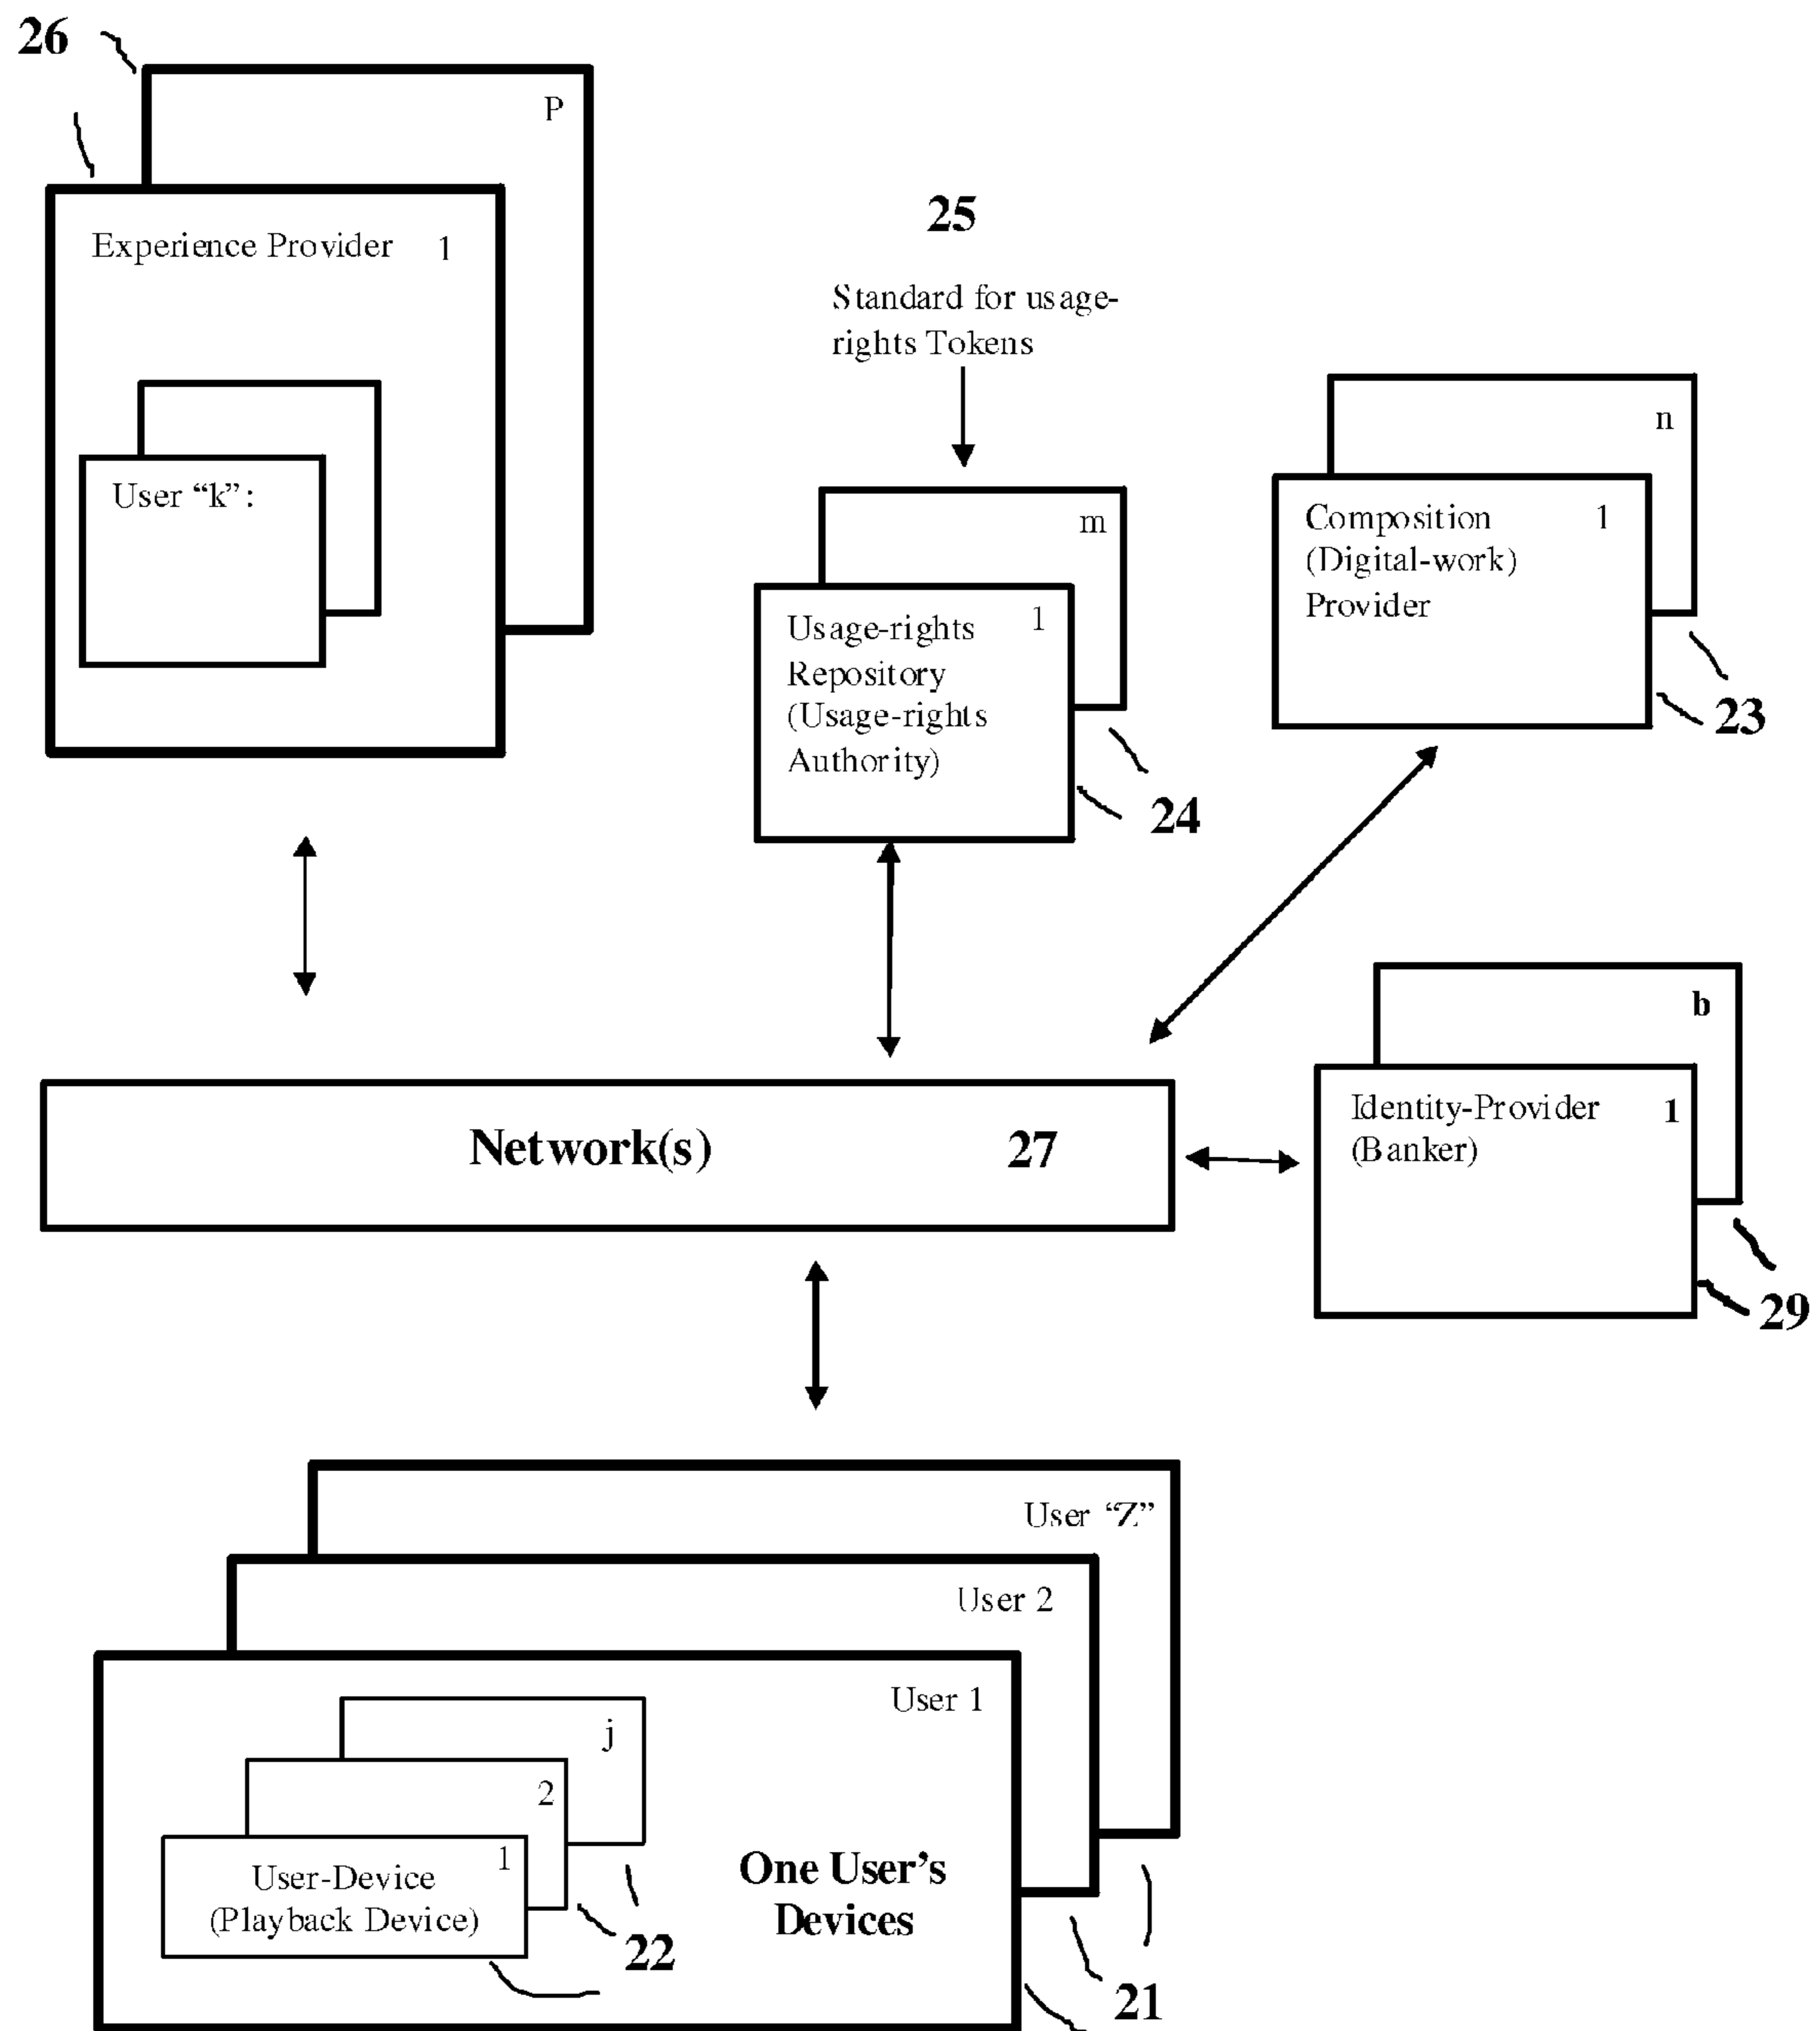 26
P
Experience Provider 1
User “k”:
25
Standard for usage-
rights Tokens
m
Usage-rights 1
Repository
(Usage-rights
Authority)
24
n
Composition 1
(Digital-work)
Provider
23
b
Identity-Provider 1
(Banker)
29
Network(s) 27
User “Z”
User 2
User 1
j
2
1
User-Device
(Playback Device)
22
One User’s
Devices
21